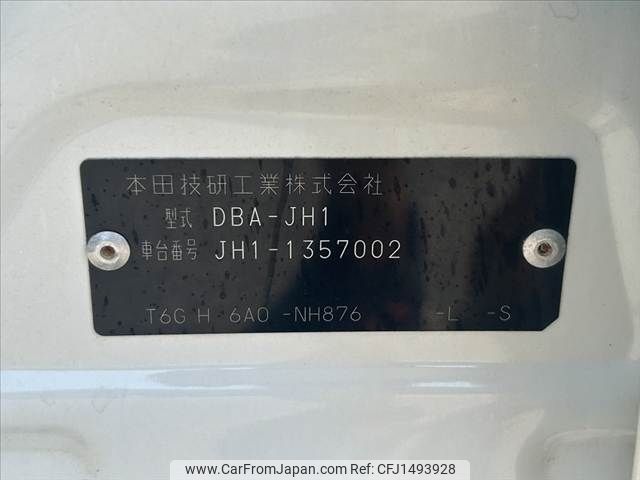 本田技研工業株式会社
型式 DBA-JH1
車台番号 JH1-1357002
T6G H 6A0 -NH876 -L -S
www.CarFromJapan.com Ref No CFJ1493928